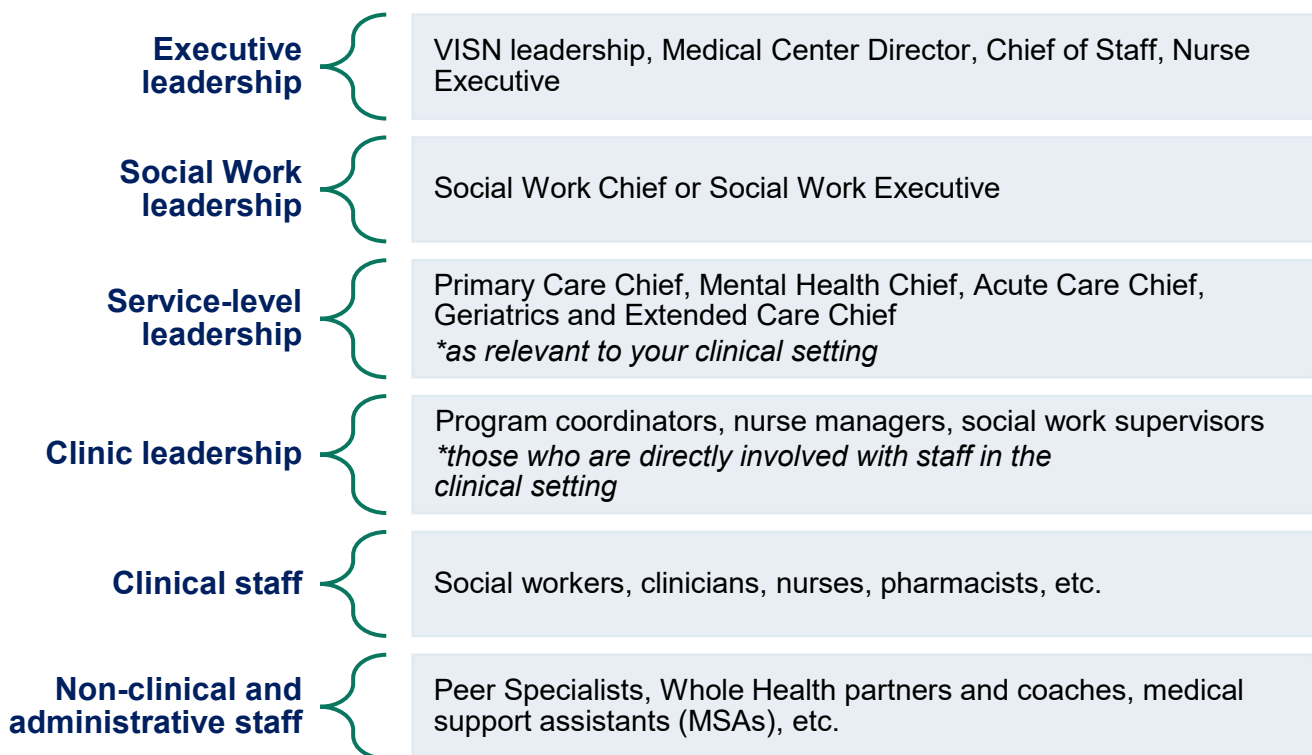 Executive
leadership
VISN leadership, Medical Center Director, Chief of Staff, Nurse
Executive
Social Work
leadership
Social Work Chief or Social Work Executive
Service-level
leadership
Primary Care Chief, Mental Health Chief, Acute Care Chief,
Geriatrics and Extended Care Chief
*as relevant to your clinical setting
Clinic leadership
Program coordinators, nurse managers, social work supervisors
*those who are directly involved with staff in the
clinical setting
Clinical staff
Social workers, clinicians, nurses, pharmacists, etc.
Non-clinical and
administrative staff
Peer Specialists, Whole Health partners and coaches, medical
support assistants (MSAs), etc.